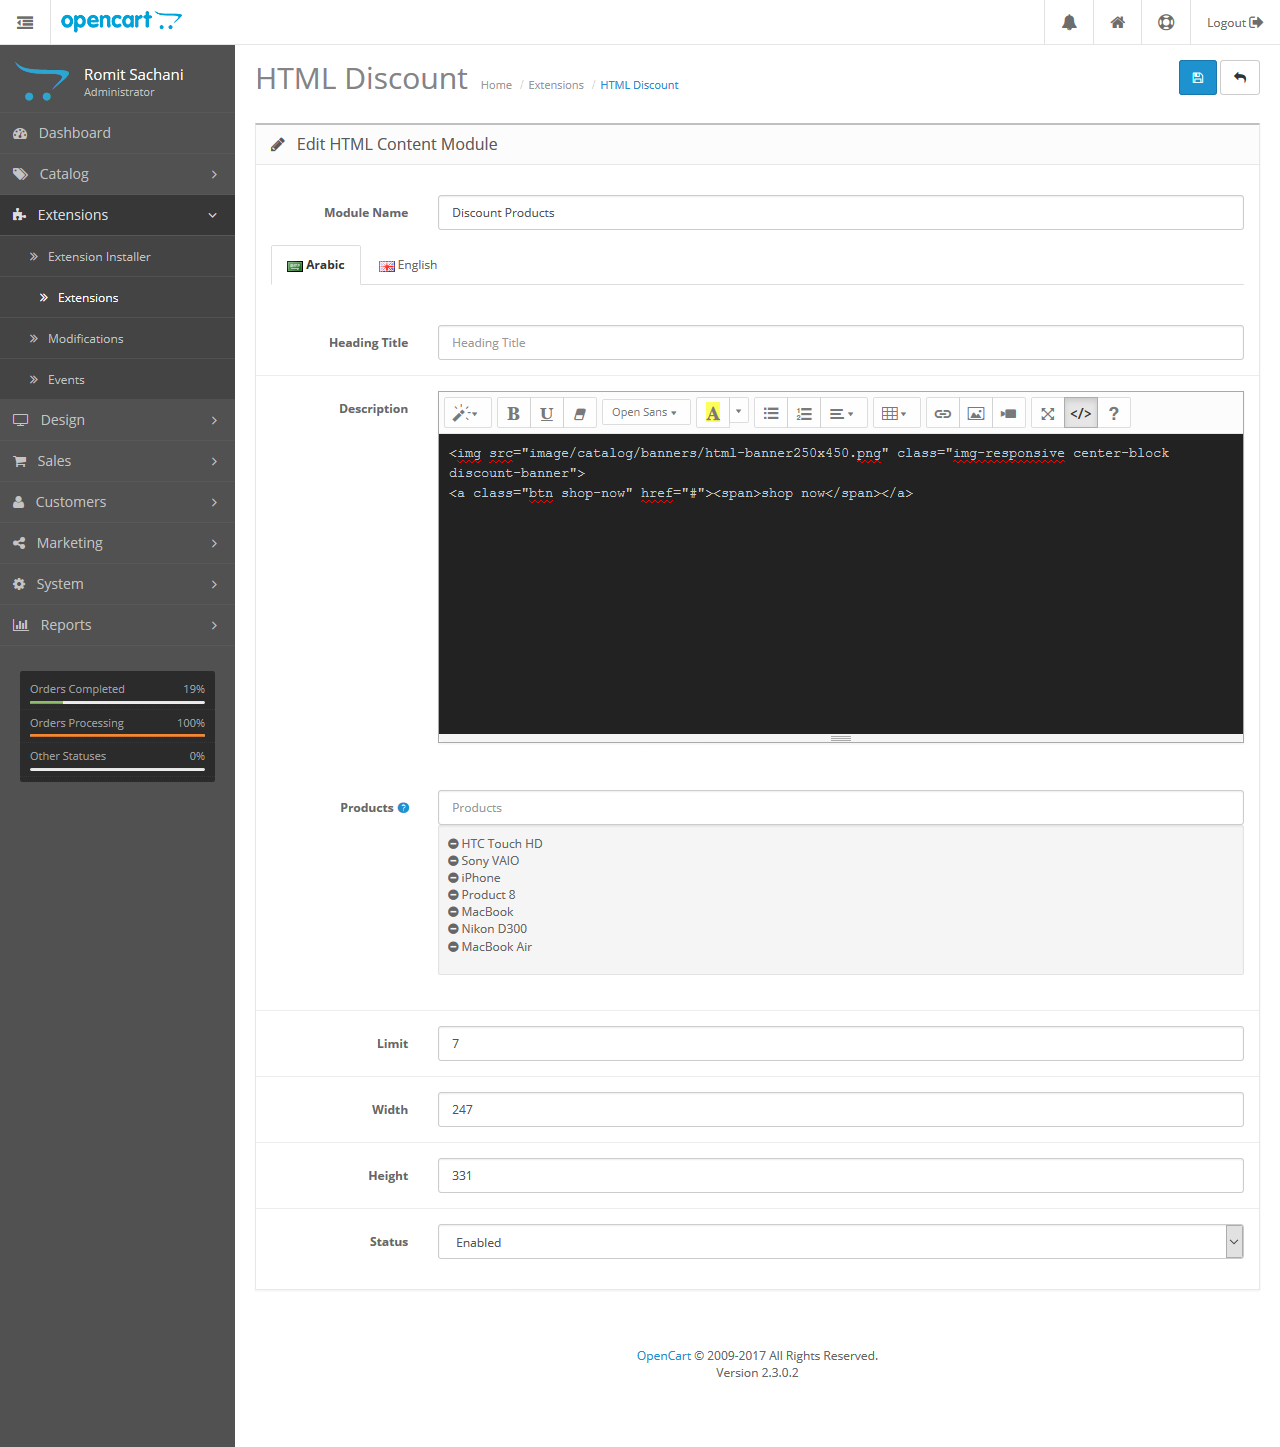 opencart
Logout
Romit Sachani
Administrator
Dashboard
Catalog
Extensions
Extension Installer
Extensions
Modifications
Events
Design
Sales
Customers
Marketing
System
Reports
Orders Completed 19%
Orders Processing 100%
Other Statuses 0%
HTML Discount
Home / Extensions / HTML Discount
Edit HTML Content Module
Module Name Discount Products
Arabic English
Heading Title Heading Title
Description
B U Open Sans A </> ?
<img src="image/catalog/banners/html-banner250x450.png" class="img-responsive center-block
discount-banner">
<a class="btn shop-now" href="#"><span>shop now</span></a>
Products ? Products
HTC Touch HD
Sony VAIO
iPhone
Product 8
MacBook
Nikon D300
MacBook Air
Limit 7
Width 247
Height 331
Status Enabled
OpenCart © 2009-2017 All Rights Reserved.
Version 2.3.0.2